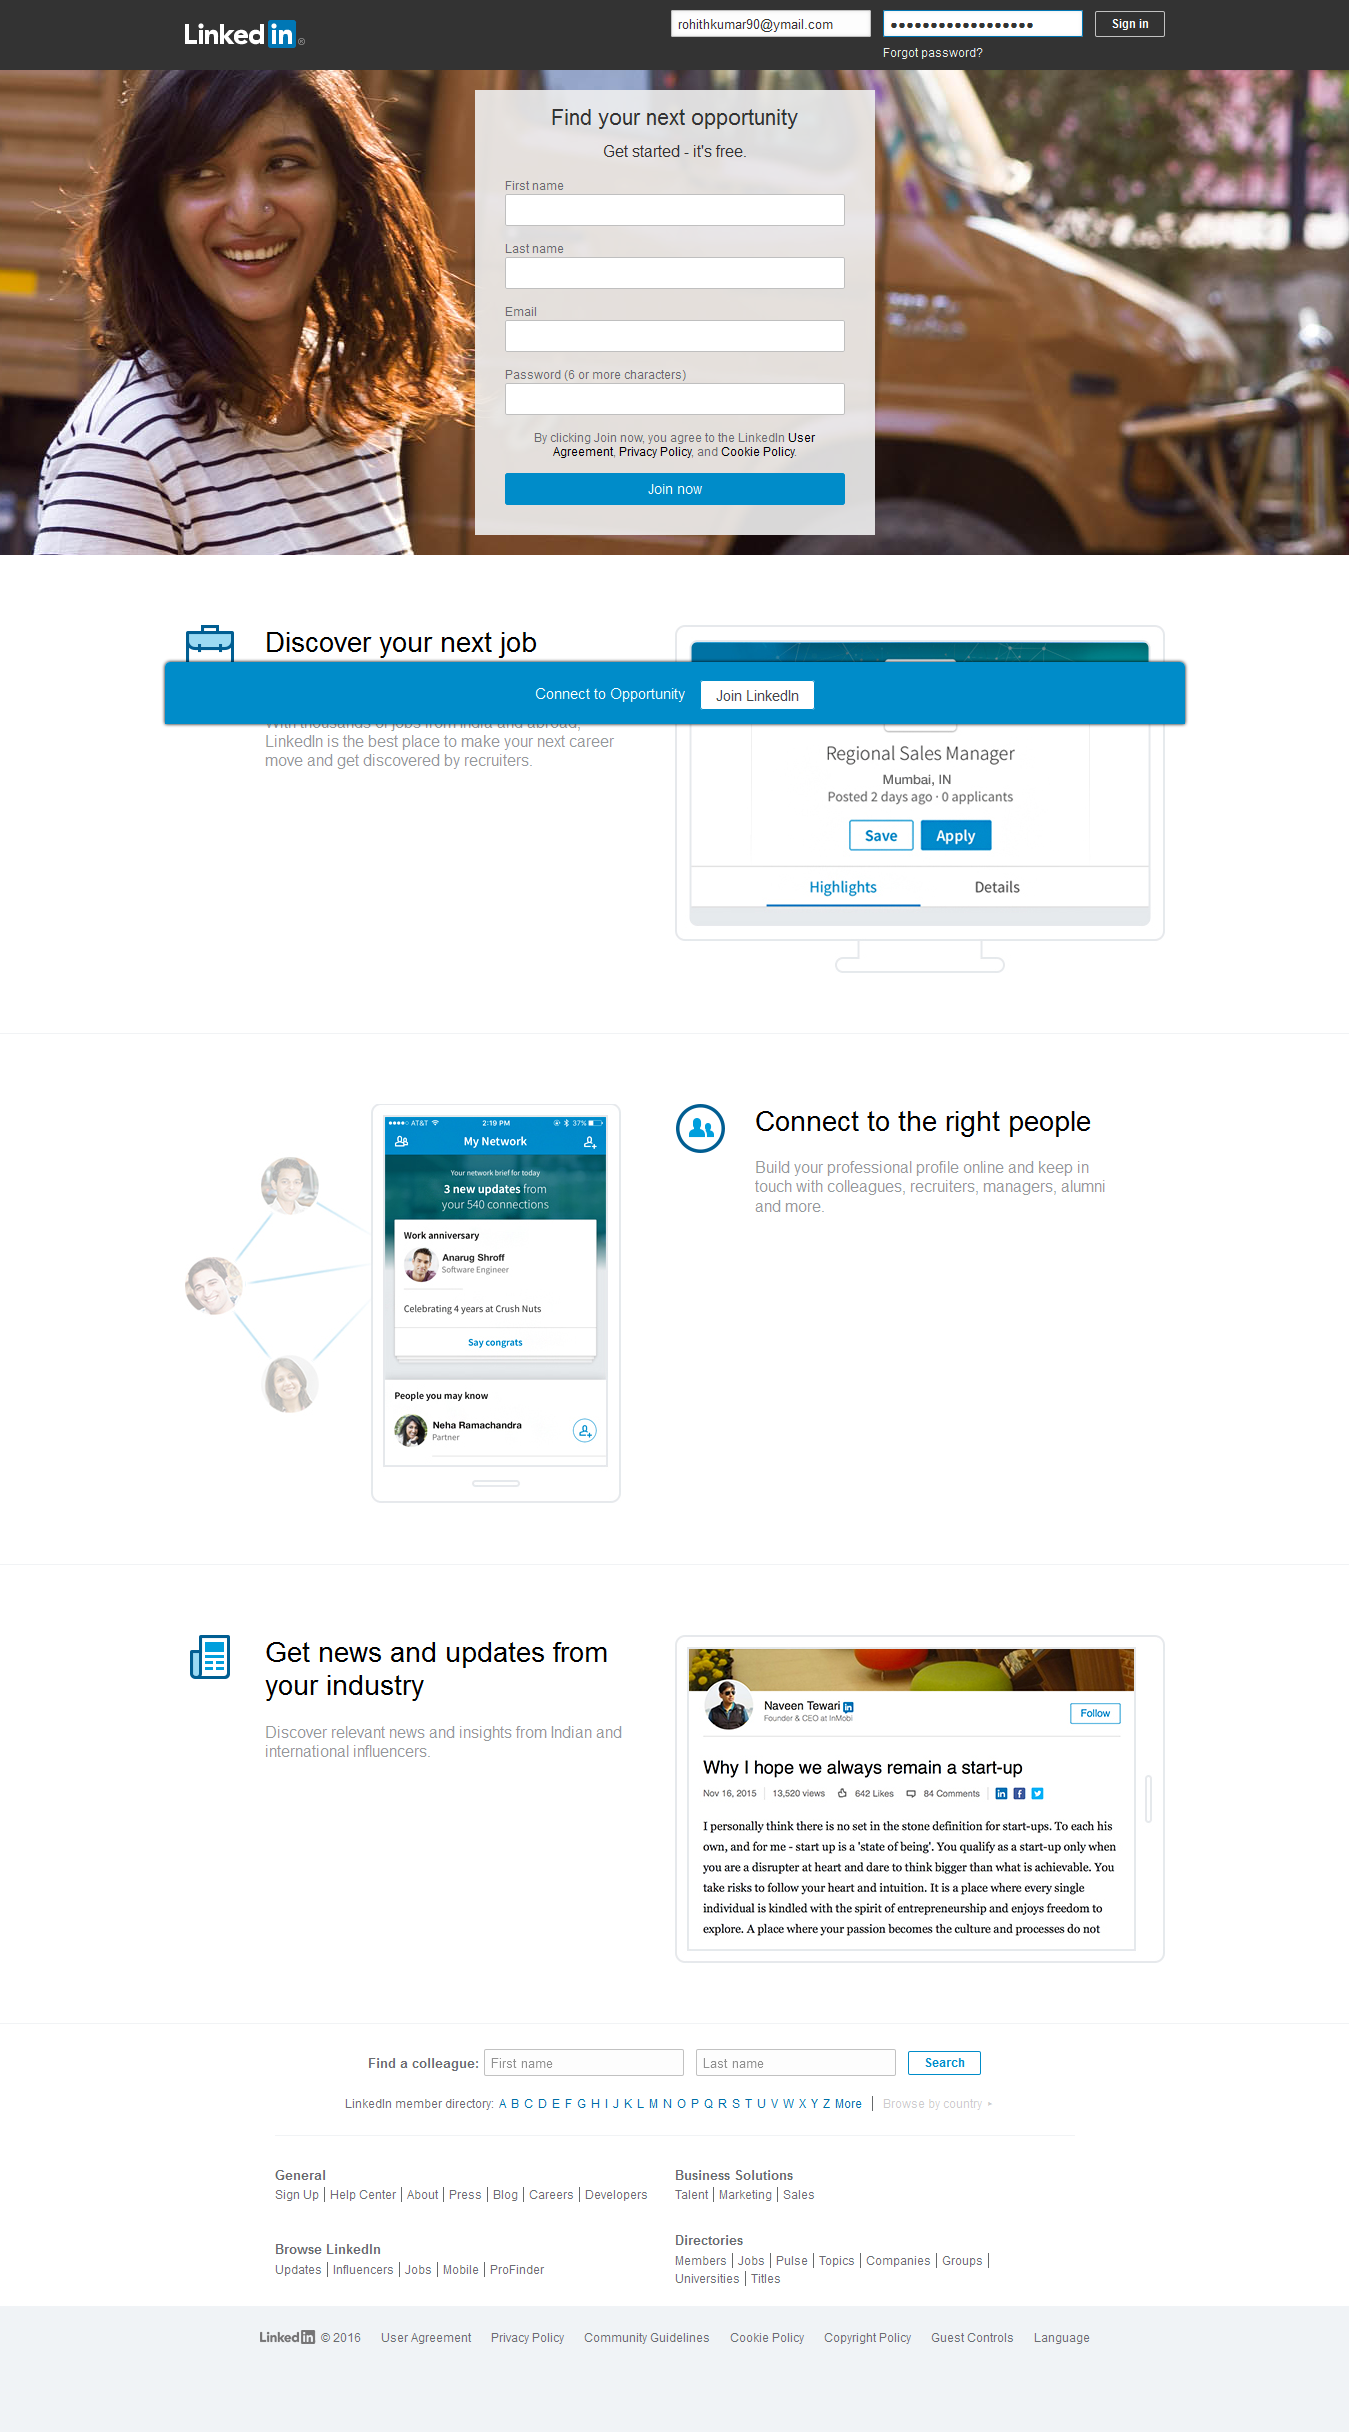 Linked in ®
rohithkumar90@ymail.com
●●●●●●●●●●●●●●●●●●
Sign in
Forgot password?
Find your next opportunity
Get started - it's free.
First name
Last name
Email
Password (6 or more characters)
By clicking Join now, you agree to the LinkedIn User
Agreement, Privacy Policy, and Cookie Policy.
Join now
Discover your next job
Connect to Opportunity
Join LinkedIn
With thousands of jobs from India and abroad,
LinkedIn is the best place to make your next career
move and get discovered by recruiters.
Regional Sales Manager
Mumbai, IN
Posted 2 days ago · 0 applicants
Save
Apply
Highlights
Details
AT&T
2:19 PM
37%
My Network
Your network brief for today
3 new updates from
your 540 connections
Work anniversary
Anarug Shroff
Software Engineer
Celebrating 4 years at Crush Nuts
Say congrats
People you may know
Neha Ramachandra
Partner
Connect to the right people
Build your professional profile online and keep in
touch with colleagues, recruiters, managers, alumni
and more.
Get news and updates from
your industry
Discover relevant news and insights from Indian and
international influencers.
Naveen Tewari in
Founder & CEO at InMobi
Follow
Why I hope we always remain a start-up
Nov 16, 2015 | 13,520 views 642 Likes 84 Comments
I personally think there is no set in the stone definition for start-ups. To each his
own, and for me - start up is a 'state of being'. You qualify as a start-up only when
you are a disrupter at heart and dare to think bigger than what is achievable. You
take risks to follow your heart and intuition. It is a place where every single
individual is kindled with the spirit of entrepreneurship and enjoys freedom to
explore. A place where your passion becomes the culture and processes do not
Find a colleague: First name Last name Search
LinkedIn member directory: A B C D E F G H I J K L M N O P Q R S T U V W X Y Z More | Browse by country
General
Sign Up | Help Center | About | Press | Blog | Careers | Developers
Business Solutions
Talent | Marketing | Sales
Browse LinkedIn
Updates | Influencers | Jobs | Mobile | ProFinder
Directories
Members | Jobs | Pulse | Topics | Companies | Groups |
Universities | Titles
Linked in © 2016 User Agreement Privacy Policy Community Guidelines Cookie Policy Copyright Policy Guest Controls Language